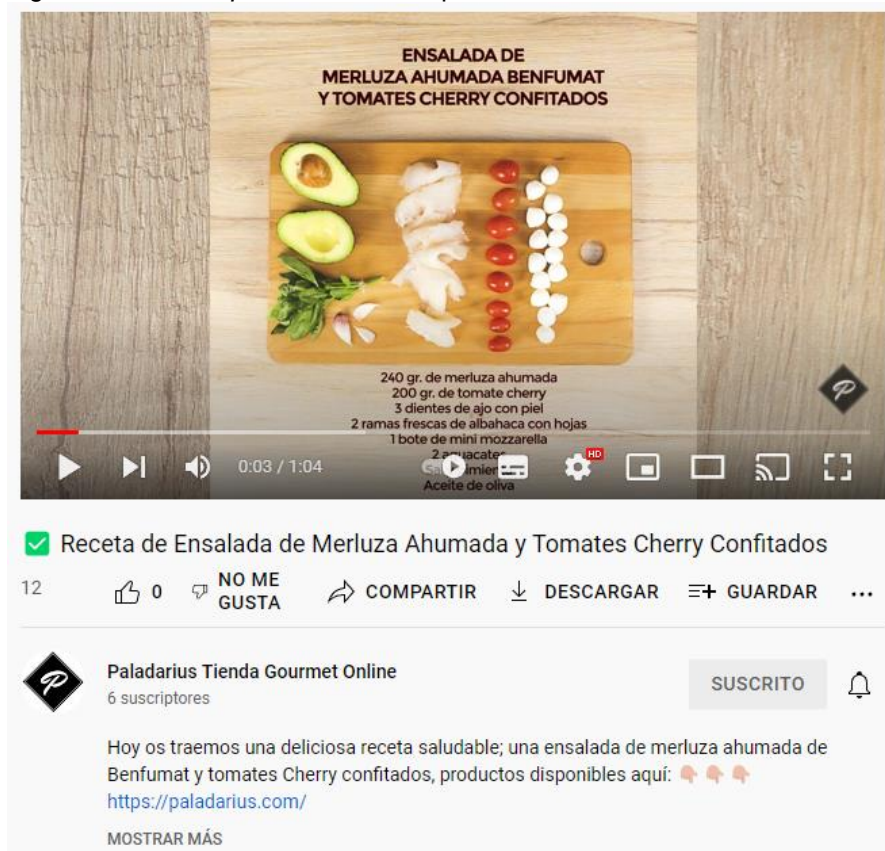 ENSALADA DE
MERLUZA AHUMADA BENFUMAT
Y TOMATES CHERRY CONFITADOS
240 gr. de merluza ahumada
200 gr. de tomate cherry
3 dientes de ajo con piel
2 ramas frescas de albahaca con hojas
1 bote de mini mozzarella
2 aguacates
Aceite de oliva
P
0:03 / 1:04
HD
✅ Receta de Ensalada de Merluza Ahumada y Tomates Cherry Confitados
12
0
NO ME
GUSTA
COMPARTIR
DESCARGAR
GUARDAR
P
Paladarius Tienda Gourmet Online
6 suscriptores
SUSCRITO
Hoy os traemos una deliciosa receta saludable; una ensalada de merluza ahumada de
Benfumat y tomates Cherry confitados, productos disponibles aquí: 👇🏻 👇🏻 👇🏻
https://paladarius.com/
MOSTRAR MÁS